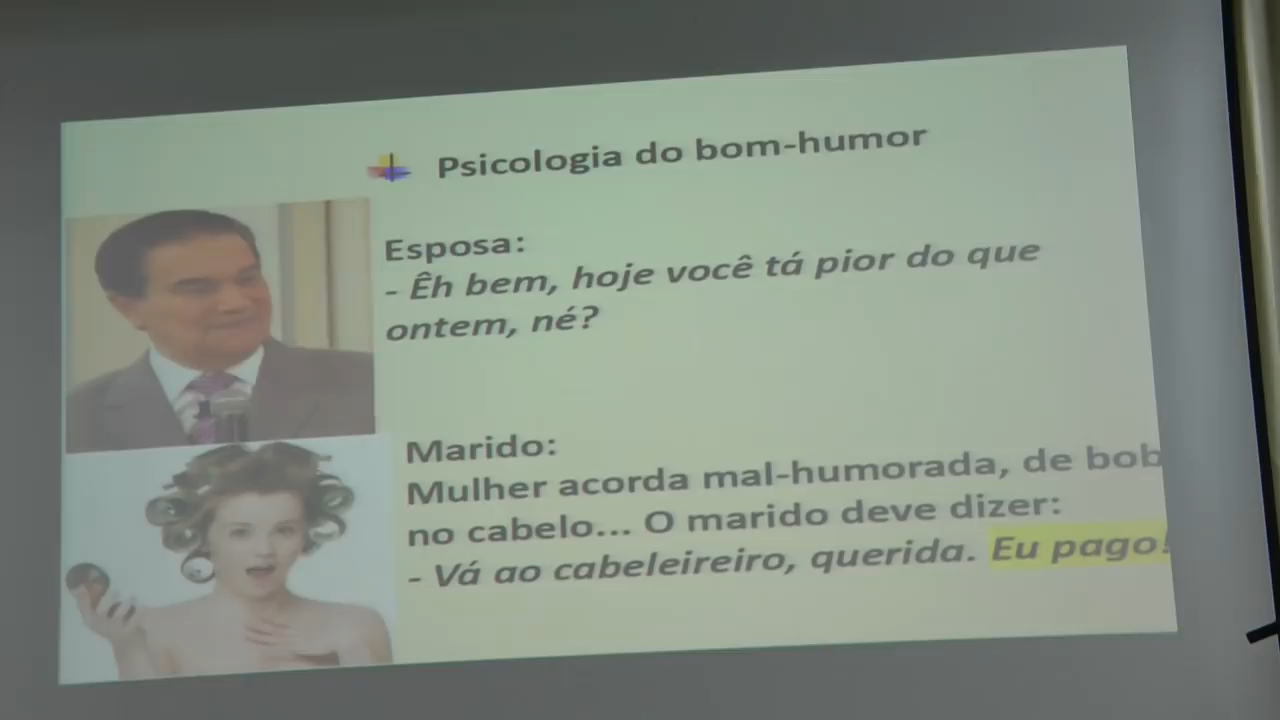 Psicologia do bom-humor
Esposa:
- Êh bem, hoje você tá pior do que
ontem, né?
Marido:
Mulher acorda mal-humorada, de bob
no cabelo... O marido deve dizer:
- Vá ao cabeleireiro, querida. Eu pago!